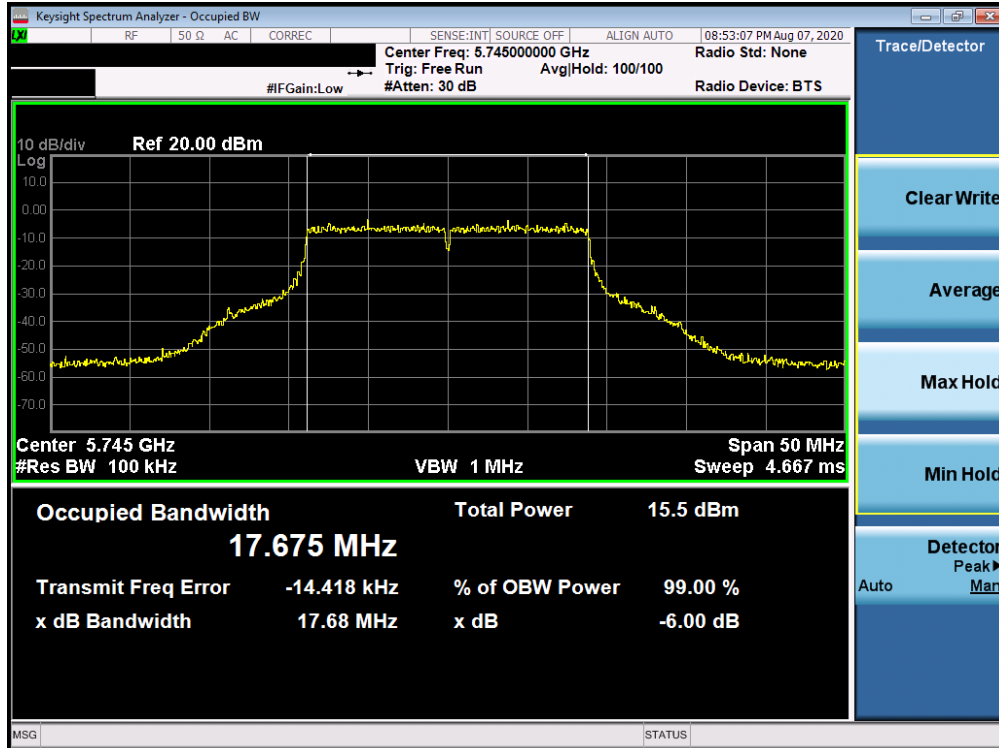 Keysight Spectrum Analyzer - Occupied BW
LXI RF 50 Ω AC CORREC SENSE:INT SOURCE OFF ALIGN AUTO 08:53:07 PM Aug 07, 2020
Center Freq: 5.745000000 GHz Radio Std: None
Trig: Free Run Avg|Hold: 100/100
#IFGain:Low #Atten: 30 dB Radio Device: BTS
Trace/Detector
10 dB/div Ref 20.00 dBm
Log
10.0
0.00
-10.0
-20.0
-30.0
-40.0
-50.0
-60.0
-70.0
Center 5.745 GHz Span 50 MHz
#Res BW 100 kHz VBW 1 MHz Sweep 4.667 ms
Occupied Bandwidth Total Power 15.5 dBm
17.675 MHz
Transmit Freq Error -14.418 kHz % of OBW Power 99.00 %
x dB Bandwidth 17.68 MHz x dB -6.00 dB
Clear Write
Average
Max Hold
Min Hold
Detector
Peak▶
Auto Man
MSG STATUS